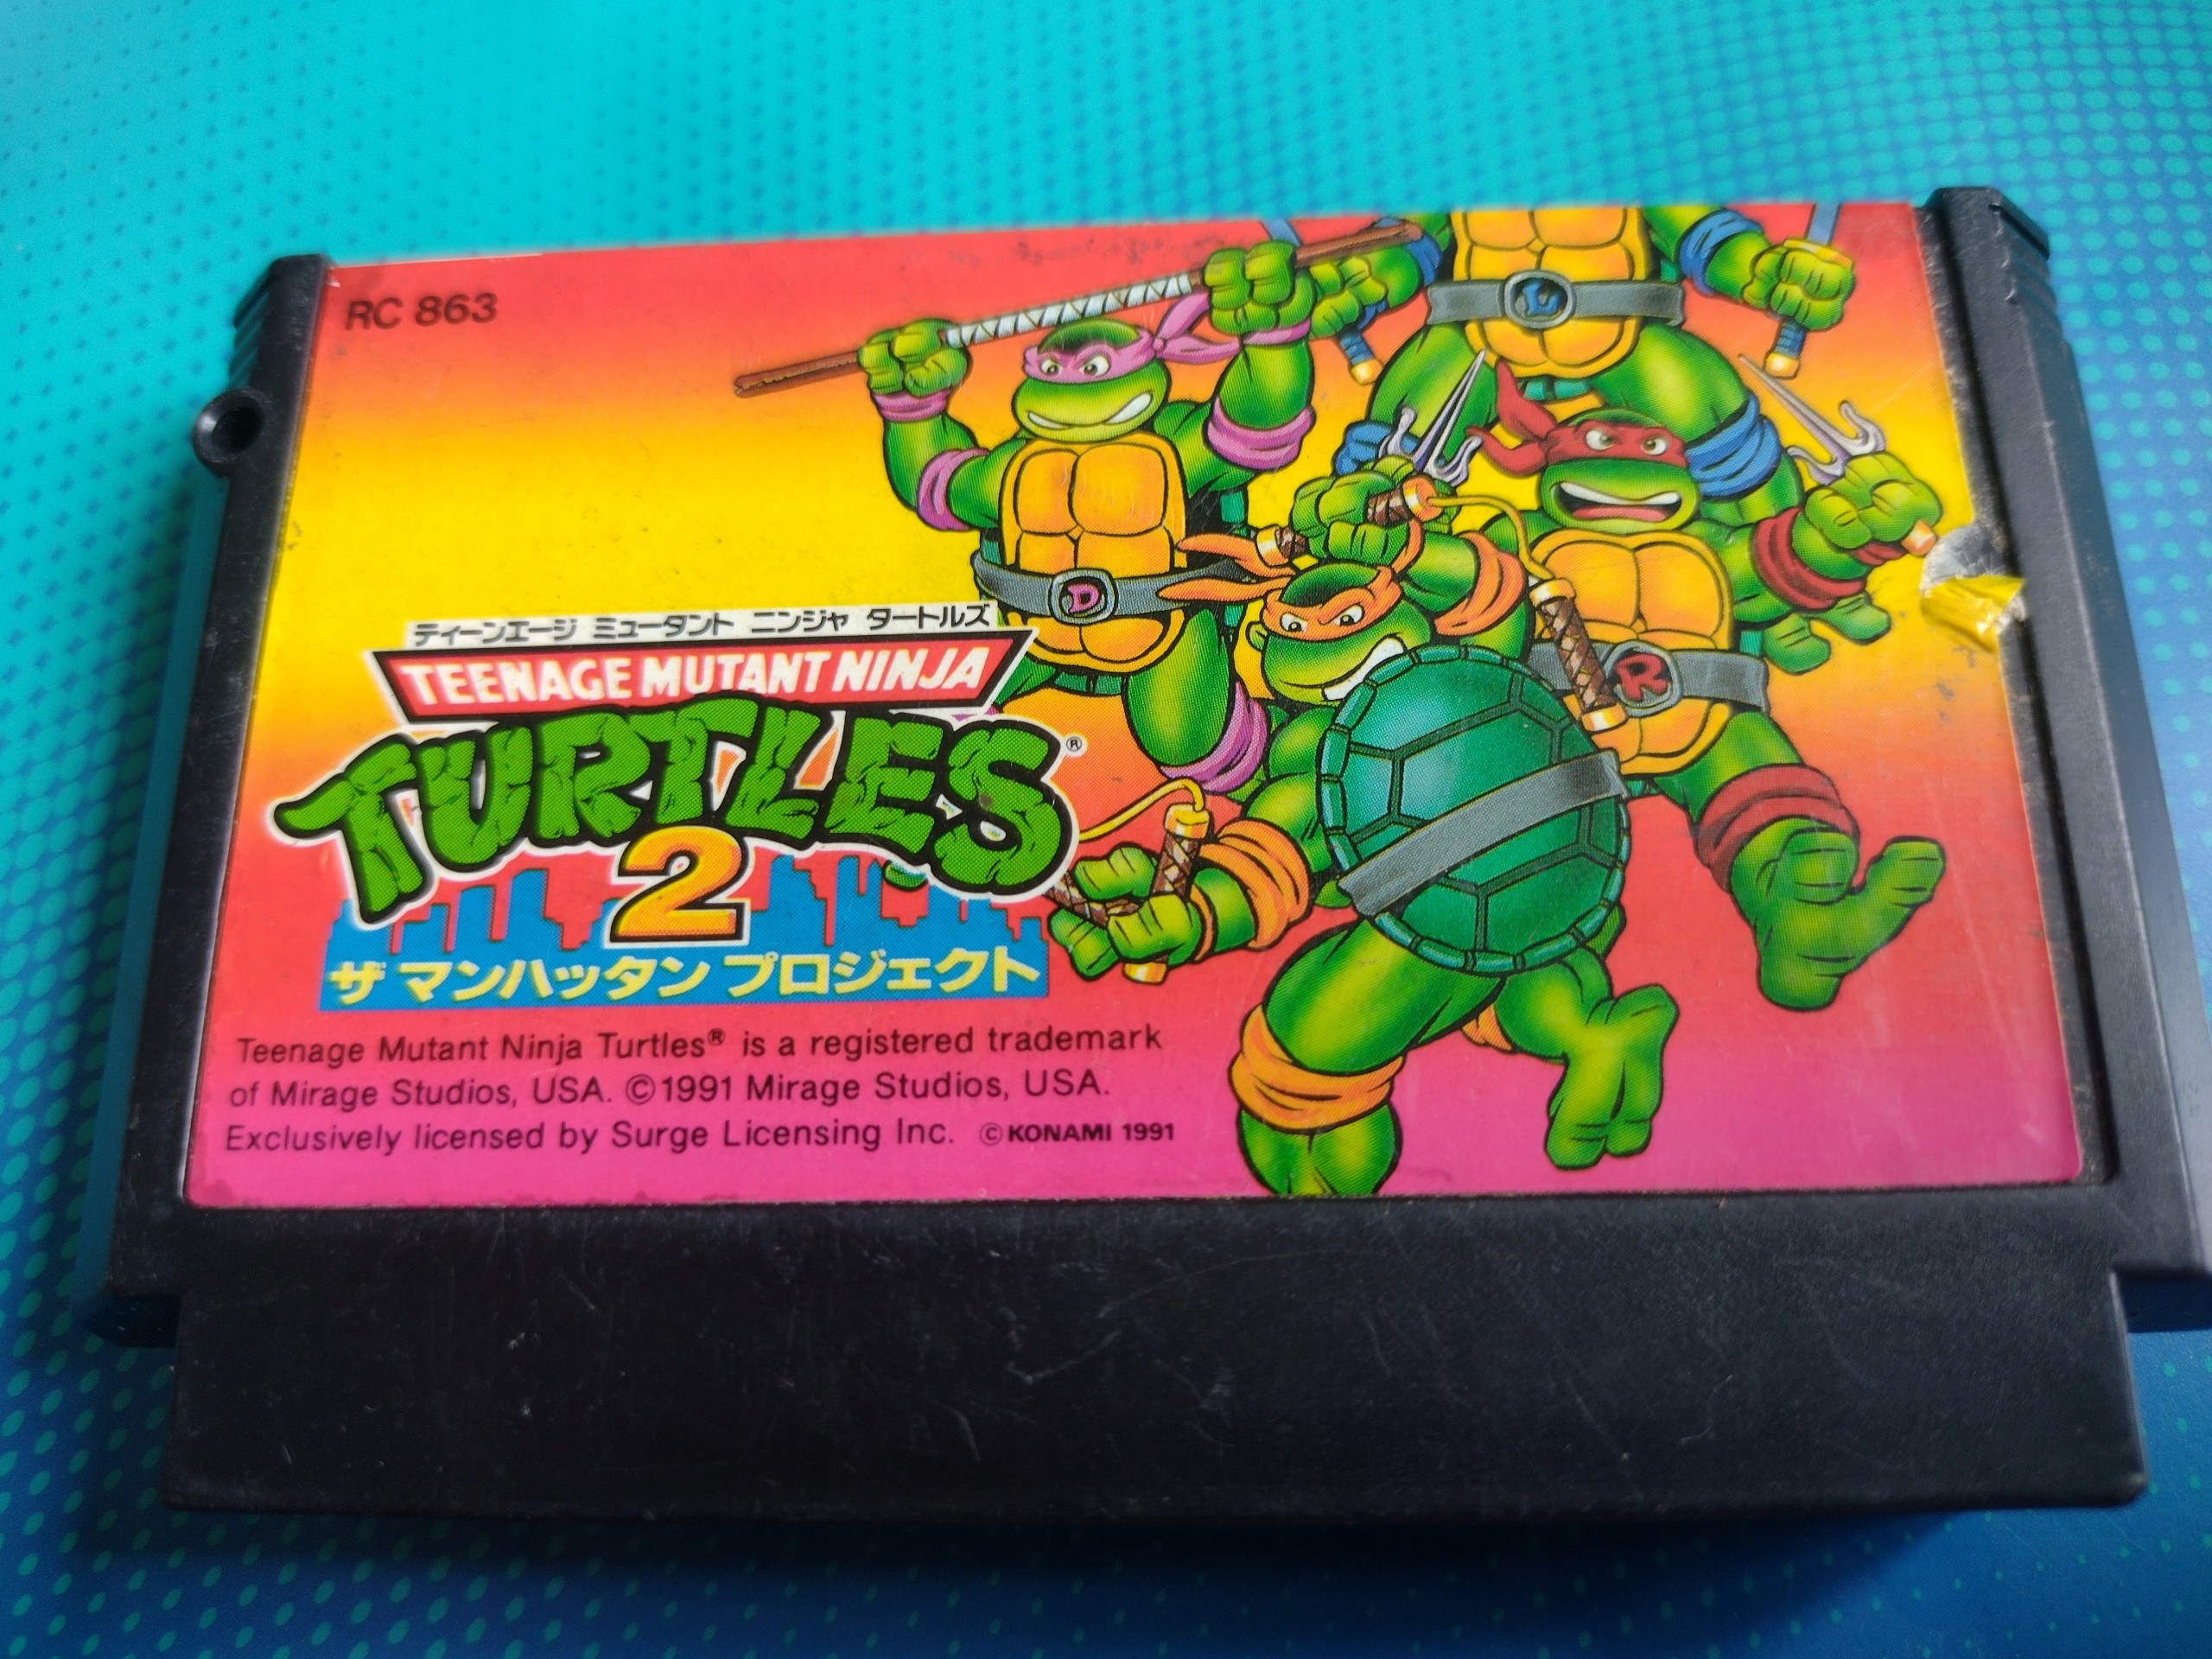 RC 863
ティーンエージ ミュータント ニンジャ タートルズ
TEENAGE MUTANT NINJA
TURTLES®
2
ザ マンハッタン プロジェクト
Teenage Mutant Ninja Turtles® is a registered trademark
of Mirage Studios, USA. ©1991 Mirage Studios, USA.
Exclusively licensed by Surge Licensing Inc. ©KONAMI 1991
L
D
R